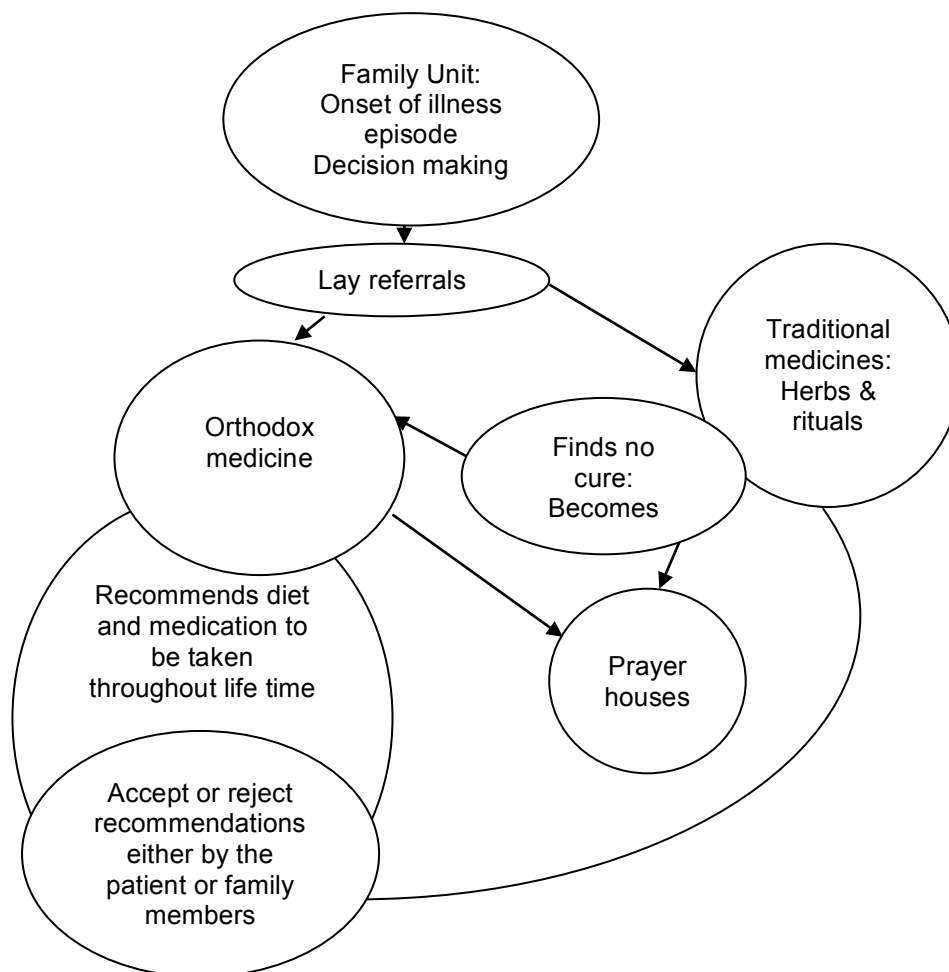 Family Unit:
Onset of illness
episode
Decision making
Lay referrals
Traditional
medicines:
Herbs &
rituals
Orthodox
medicine
Finds no
cure:
Becomes
Recommends diet
and medication to
be taken
throughout life time
Prayer
houses
Accept or reject
recommendations
either by the
patient or family
members